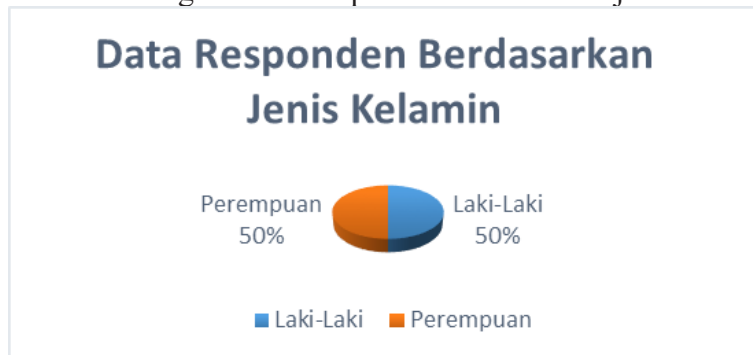 Data Responden Berdasarkan
Jenis Kelamin
Perempuan
50%
Laki-Laki
50%
Laki-Laki
Perempuan